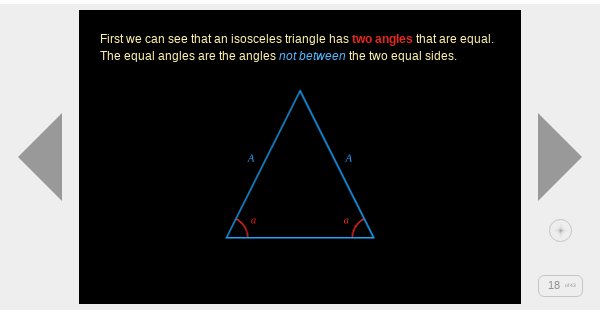 First we can see that an isosceles triangle has two angles that are equal.
The equal angles are the angles not between the two equal sides.
A A
a a
18